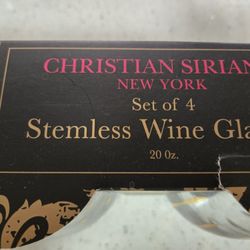 CHRISTIAN SIRIAN
NEW YORK
Set of 4
Stemless Wine Gla
20 Oz.